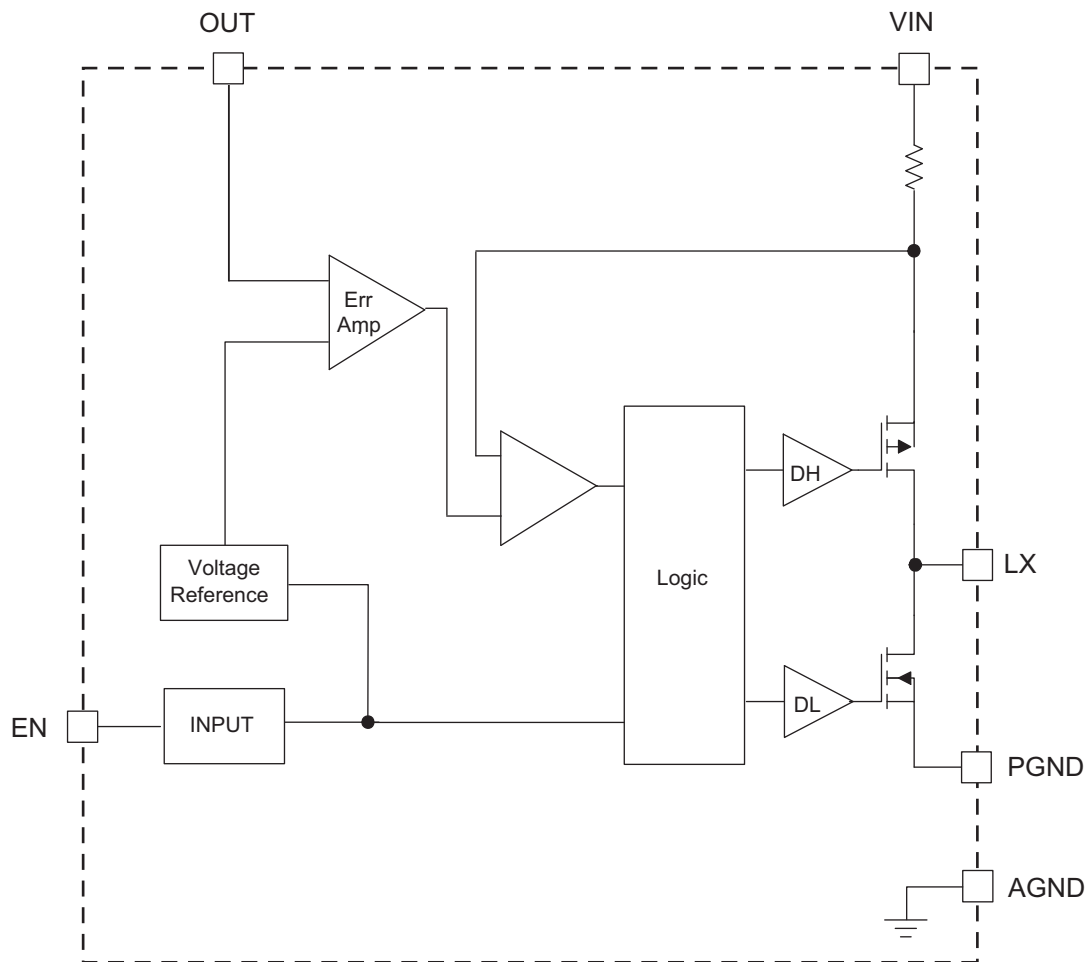 OUT
VIN
Err
Amp
DH
Voltage
Reference
Logic
LX
EN
INPUT
DL
PGND
AGND